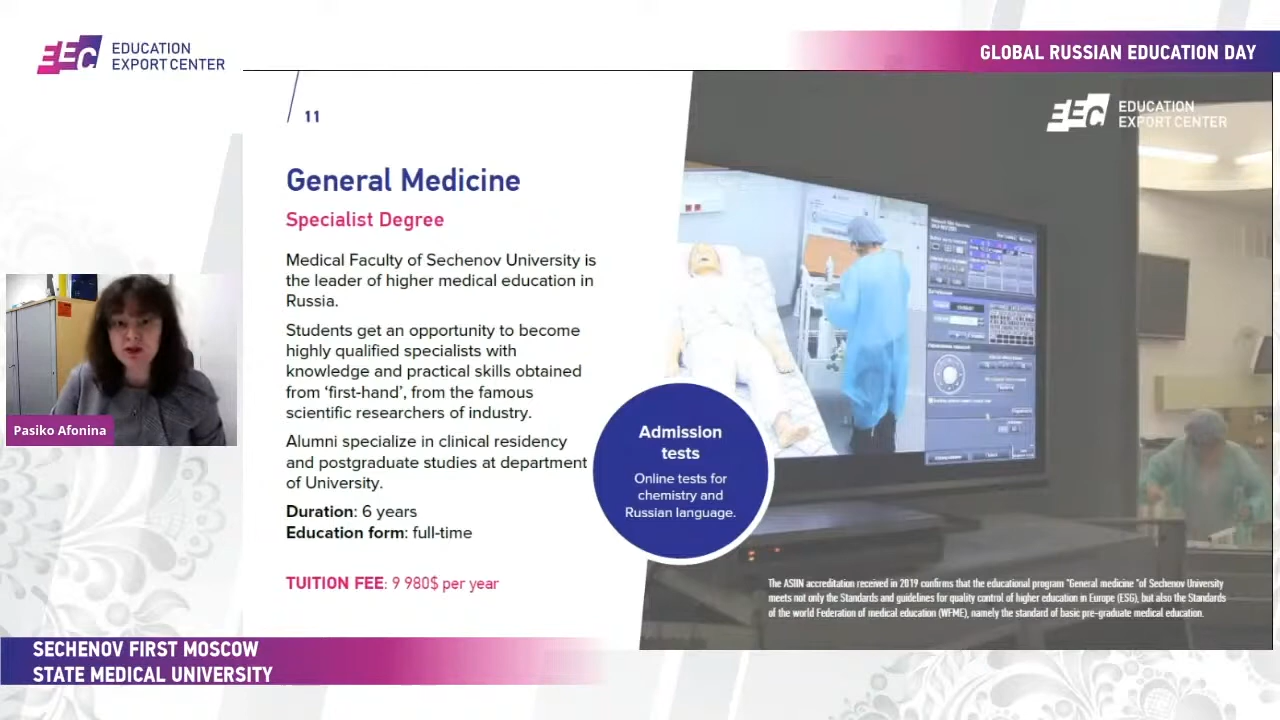 EEC EDUCATION
EXPORT CENTER
GLOBAL RUSSIAN EDUCATION DAY
11
EEC EDUCATION
EXPORT CENTER
General Medicine
Specialist Degree
Medical Faculty of Sechenov University is
the leader of higher medical education in
Russia.
Students get an opportunity to become
highly qualified specialists with
knowledge and practical skills obtained
from ‘first-hand’, from the famous
scientific researchers of industry.
Alumni specialize in clinical residency
and postgraduate studies at department
of University.
Duration: 6 years
Education form: full-time
TUITION FEE: 9 980$ per year
Admission
tests
Online tests for
chemistry and
Russian language.
The ASIIN accreditation received in 2019 confirms that the educational program "General medicine "of Sechenov University
meets not only the Standards and guidelines for quality control of higher education in Europe (ESG), but also the Standards
of the world Federation of medical education (WFME), namely the standard of basic pre-graduate medical education.
Pasiko Afonina
SECHENOV FIRST MOSCOW
STATE MEDICAL UNIVERSITY